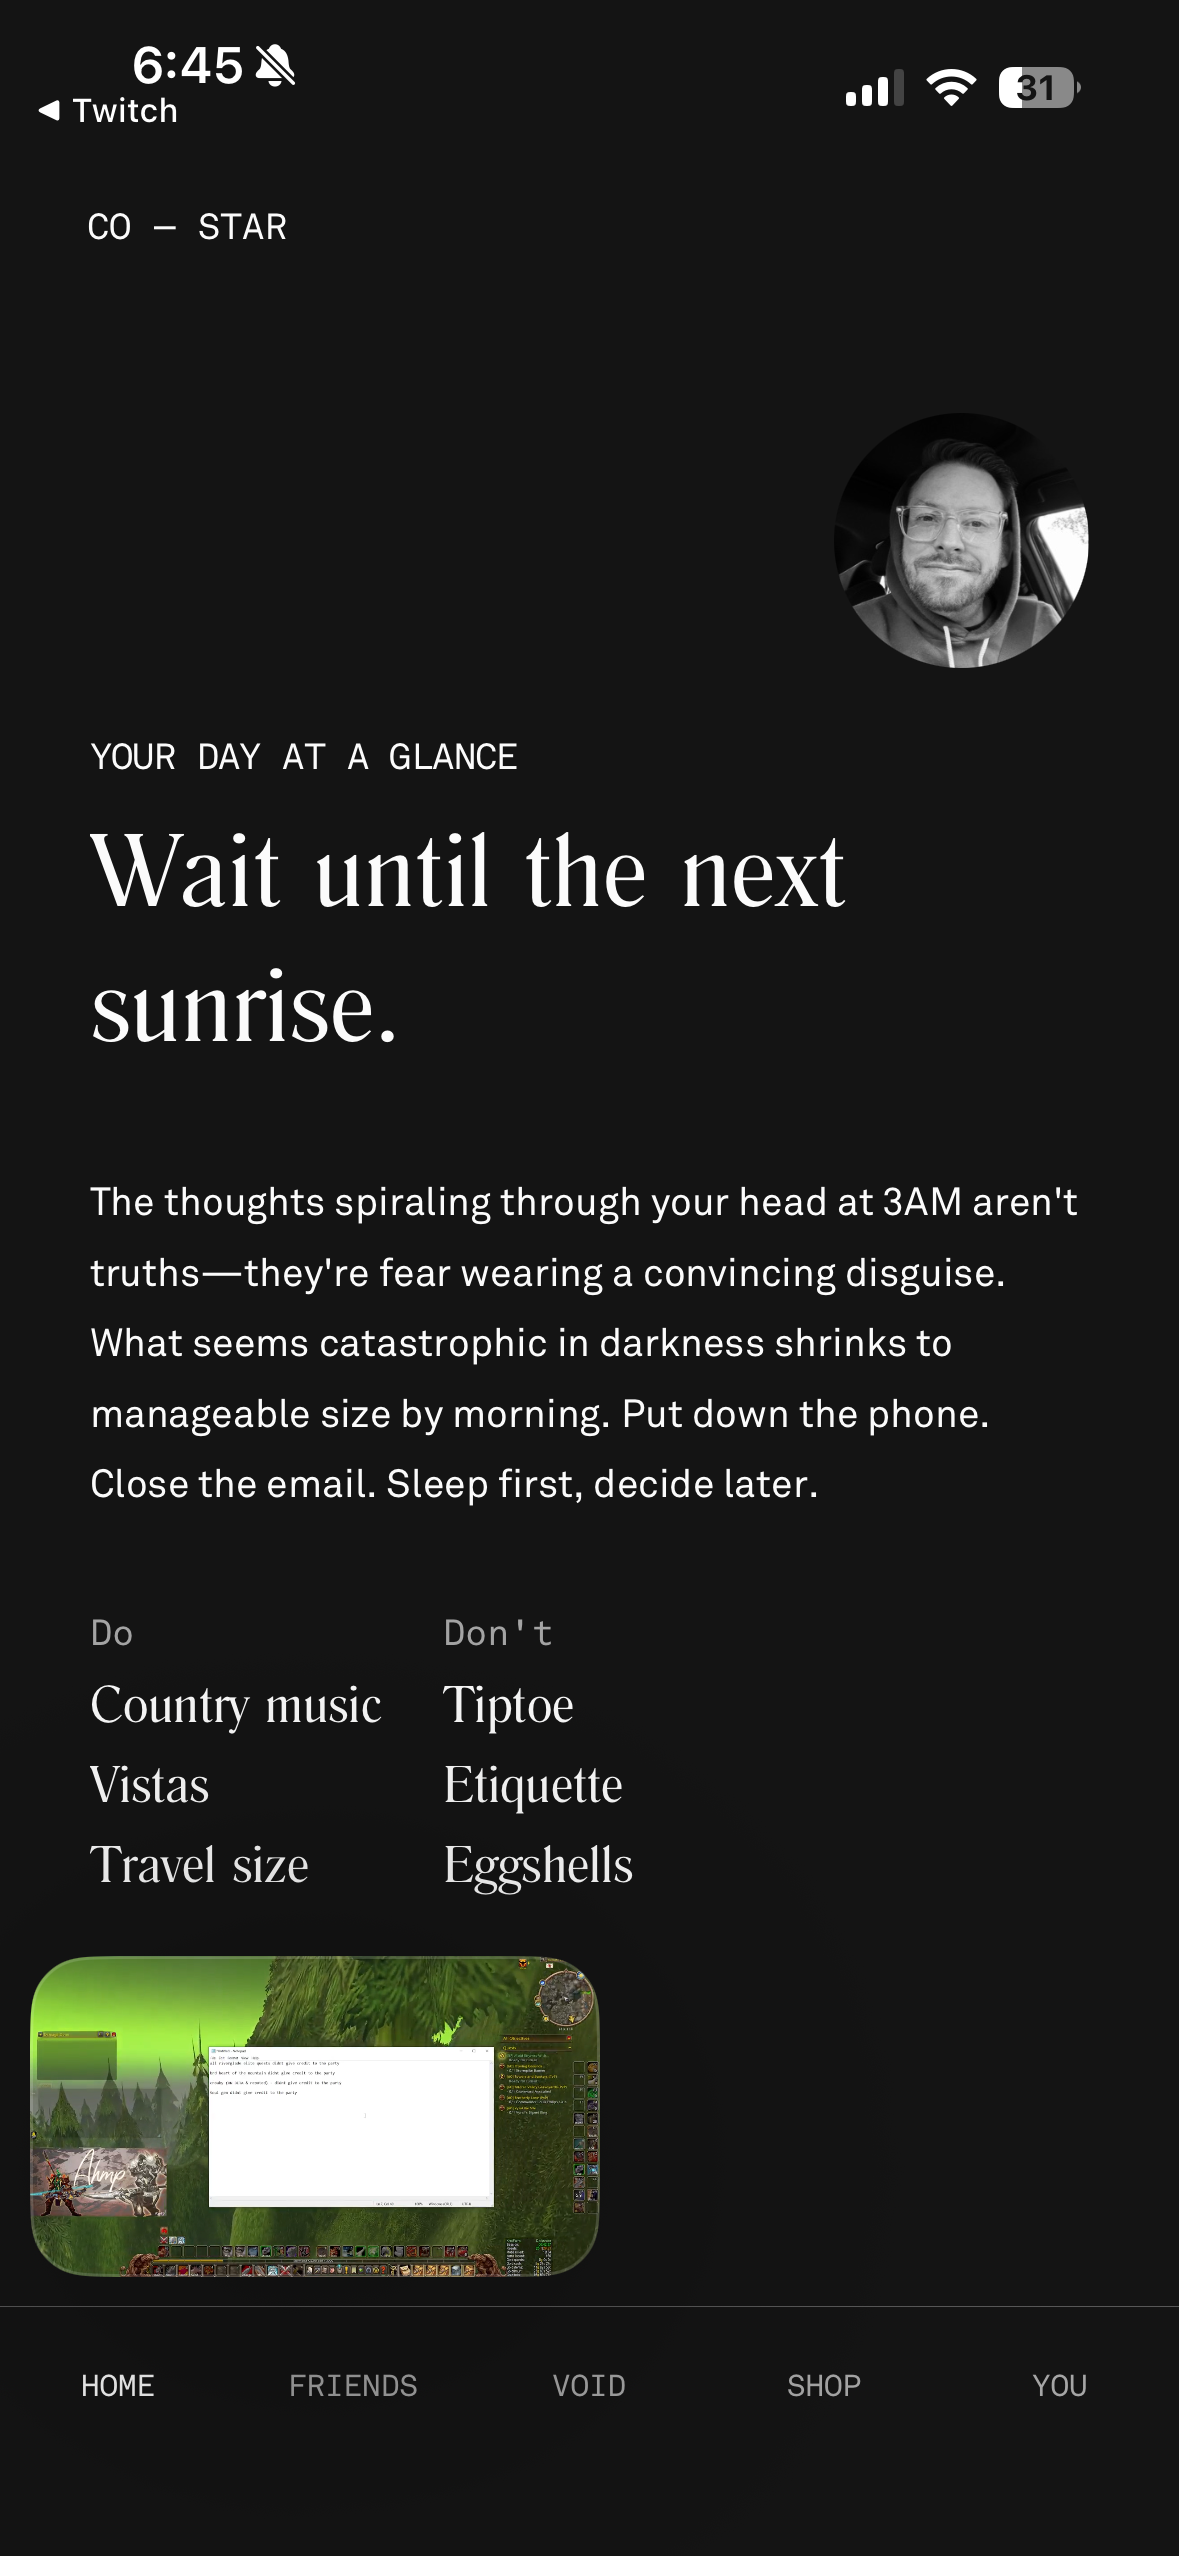 6:45
31
Twitch
CO — STAR
YOUR DAY AT A GLANCE
Wait until the next
sunrise.
The thoughts spiraling through your head at 3AM aren't
truths—they're fear wearing a convincing disguise.
What seems catastrophic in darkness shrinks to
manageable size by morning. Put down the phone.
Close the email. Sleep first, decide later.
Do
Don't
Country music
Tiptoe
Vistas
Etiquette
Travel size
Eggshells
Ahmp
HOME
FRIENDS
VOID
SHOP
YOU